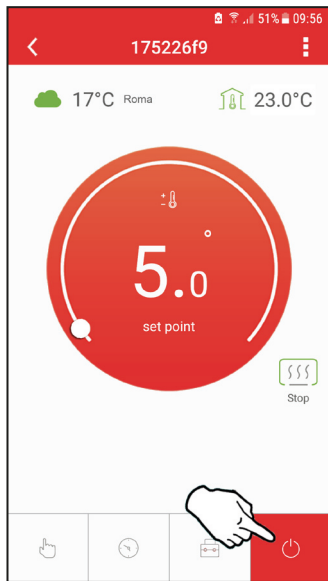 51% 09:56
175226f9
17°C Roma 23.0°C
5.0°
set point
Stop